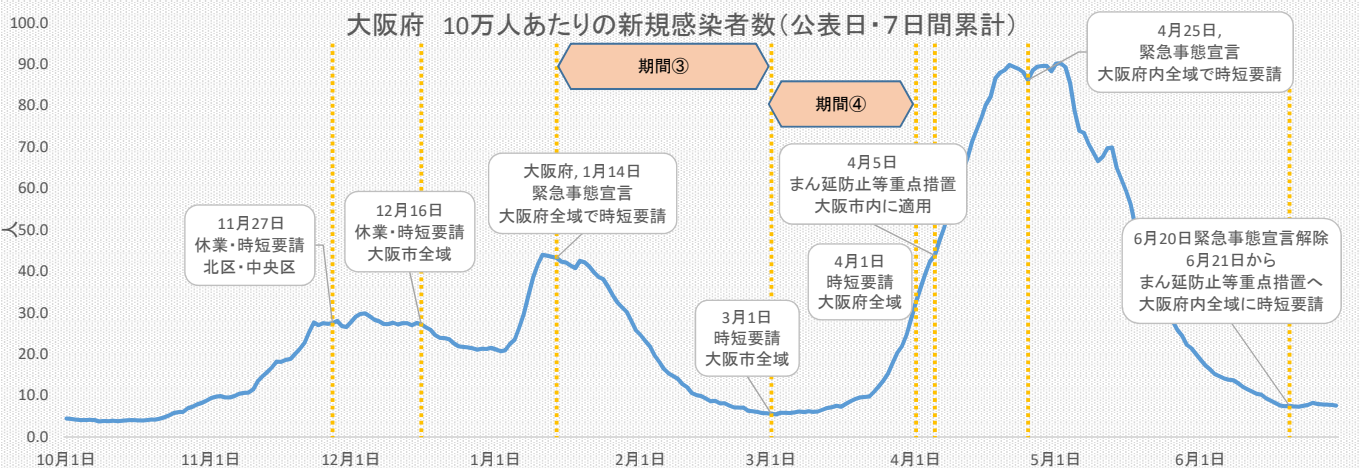 大阪府 10万人あたりの新規感染者数(公表日・7日間累計)
100.0
90.0
80.0
70.0
60.0
50.0
40.0
30.0
20.0
10.0
0.0
人
期間③
期間④
11月27日
休業・時短要請
北区・中央区
12月16日
休業・時短要請
大阪市全域
大阪府, 1月14日
緊急事態宣言
大阪府全域で時短要請
3月1日
時短要請
大阪市全域
4月1日
時短要請
大阪府全域
4月5日
まん延防止等重点措置
大阪市内に適用
4月25日,
緊急事態宣言
大阪府内全域で時短要請
6月20日緊急事態宣言解除
6月21日から
まん延防止等重点措置へ
大阪府内全域に時短要請
10月1日
11月1日
12月1日
1月1日
2月1日
3月1日
4月1日
5月1日
6月1日